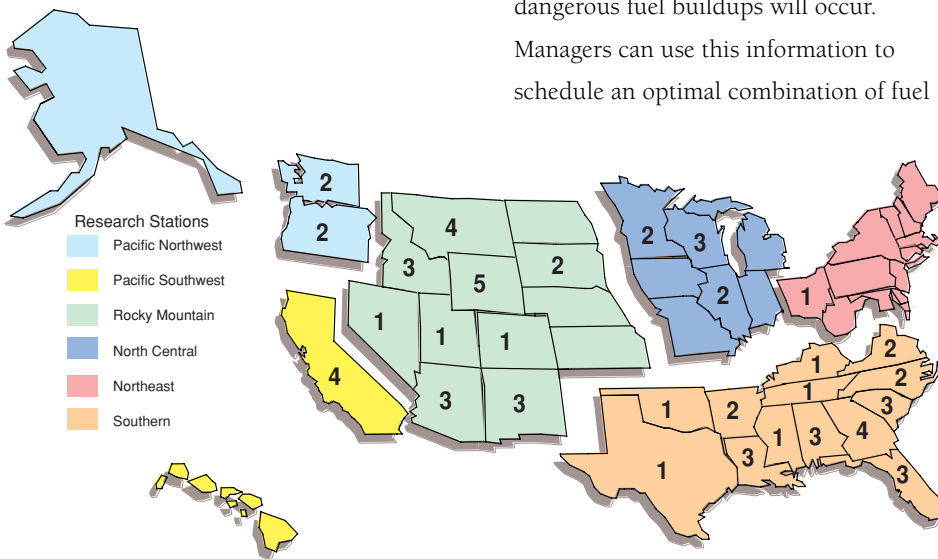 dangerous fuel buildups will occur.
Managers can use this information to
schedule an optimal combination of fuel
Research Stations
Pacific Northwest
Pacific Southwest
Rocky Mountain
North Central
Northeast
Southern
2
2
4
3
5
2
1
1
1
3
3
4
2
3
2
1
1
2
1
2
1
2
3
1
3
4
3
1
3